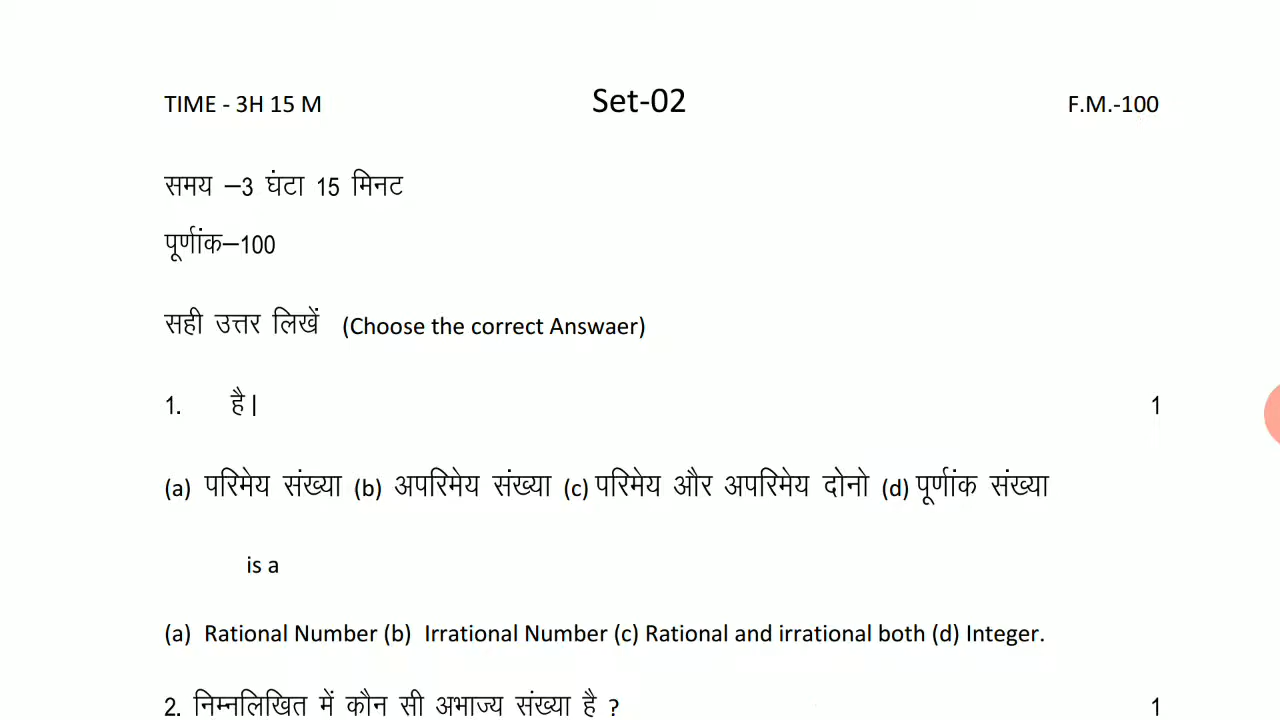 TIME - 3H 15 M Set-02 F.M.-100
समय –3 घंटा 15 मिनट
पूर्णांक–100
सही उत्तर लिखें (Choose the correct Answaer)
1. है| 1
(a) परिमेय संख्या (b) अपरिमेय संख्या (c) परिमेय और अपरिमेय दोनो (d) पूर्णांक संख्या
is a
(a) Rational Number (b) Irrational Number (c) Rational and irrational both (d) Integer.
2. निम्नलिखित में कौन सी अभाज्य संख्या है ? 1